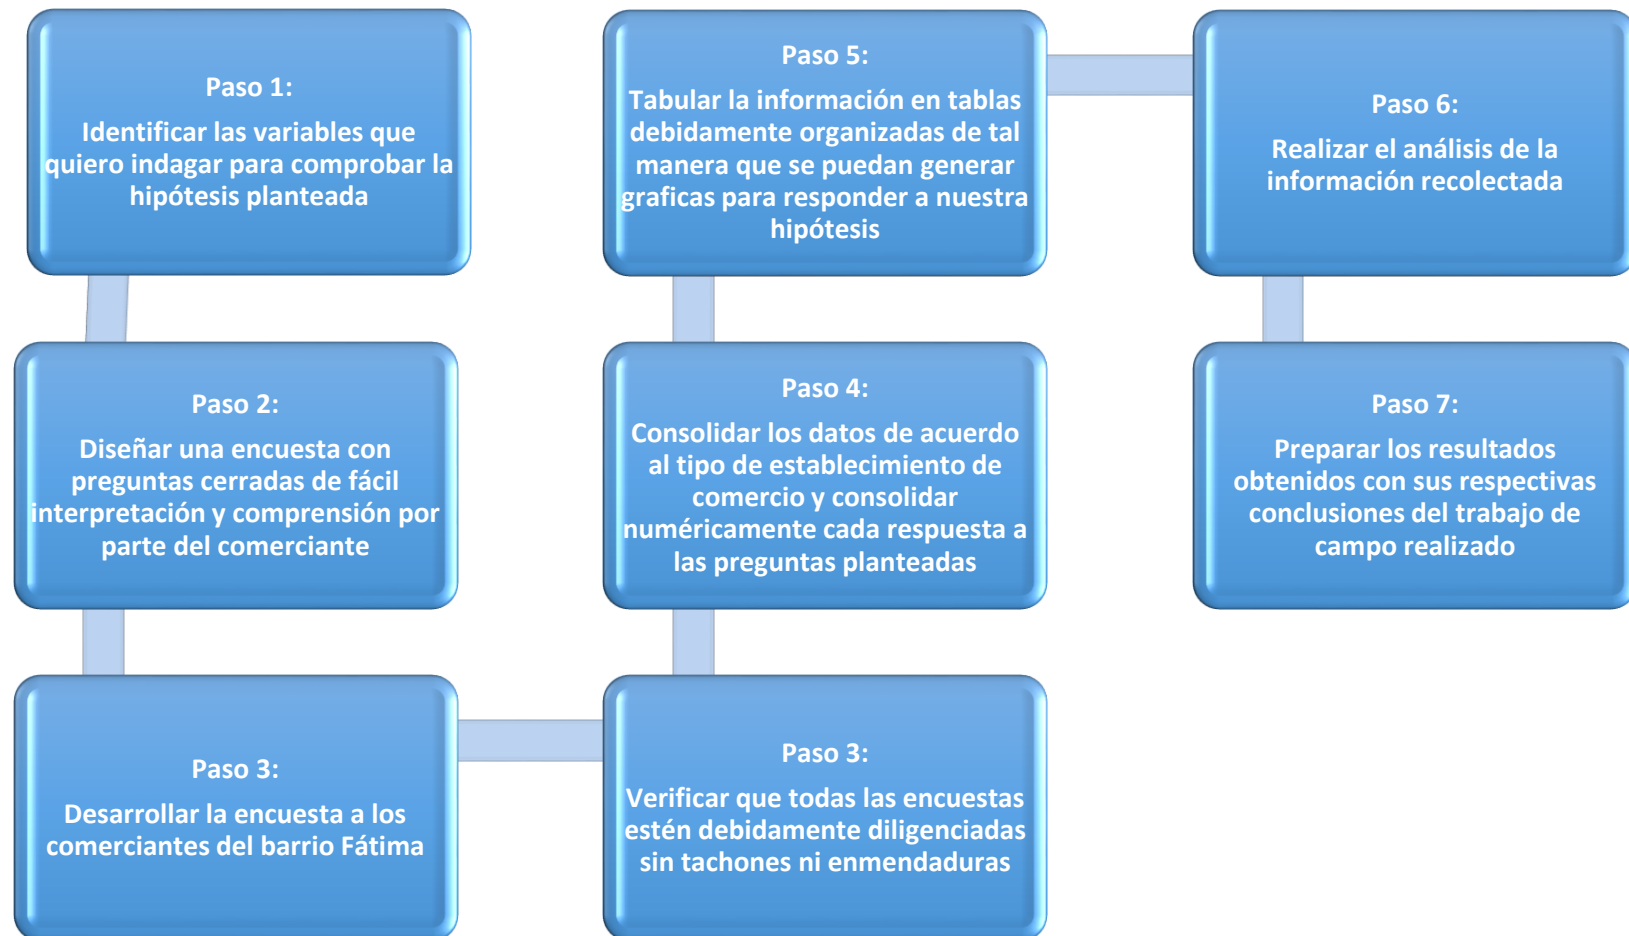 Paso 1:
Identificar las variables que
quiero indagar para comprobar la
hipótesis planteada
Paso 2:
Diseñar una encuesta con
preguntas cerradas de fácil
interpretación y comprensión por
parte del comerciante
Paso 3:
Desarrollar la encuesta a los
comerciantes del barrio Fátima
Paso 3:
Verificar que todas las encuestas
estén debidamente diligenciadas
sin tachones ni enmendaduras
Paso 4:
Consolidar los datos de acuerdo
al tipo de establecimiento de
comercio y consolidar
numéricamente cada respuesta a
las preguntas planteadas
Paso 5:
Tabular la información en tablas
debidamente organizadas de tal
manera que se puedan generar
graficas para responder a nuestra
hipótesis
Paso 6:
Realizar el análisis de la
información recolectada
Paso 7:
Preparar los resultados
obtenidos con sus respectivas
conclusiones del trabajo de
campo realizado